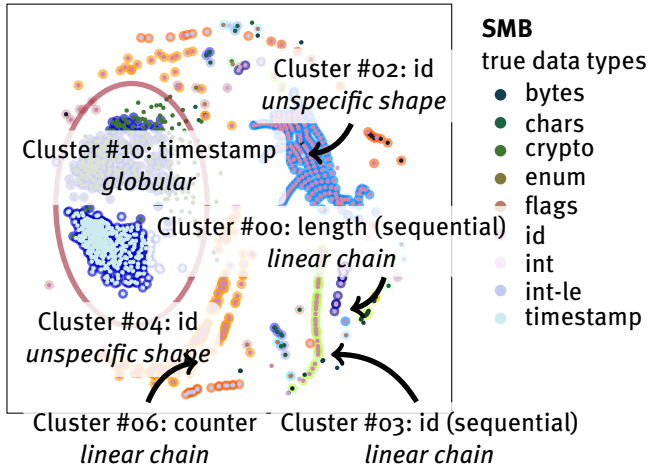 Cluster #02: id
unspecific shape
Cluster #10: timestamp
globular
Cluster #00: length (sequential)
linear chain
Cluster #04: id
unspecific shape
Cluster #06: counter
linear chain
Cluster #03: id (sequential)
linear chain
SMB
true data types
bytes
chars
crypto
enum
flags
id
int
int-le
timestamp